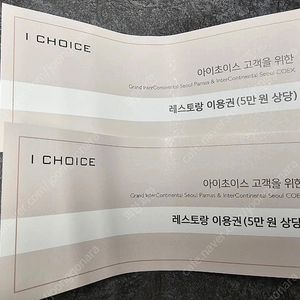 I CHOICE
아이초이스 고객을 위한
Grand InterContinental Seoul Parnas & InterContinental Seoul COEX
레스토랑 이용권 (5만 원 상당)
I CHOICE
아이초이스 고객을 위한
Grand InterContinental Seoul Parnas & InterContinental Seoul COE
레스토랑 이용권 (5만 원 상당